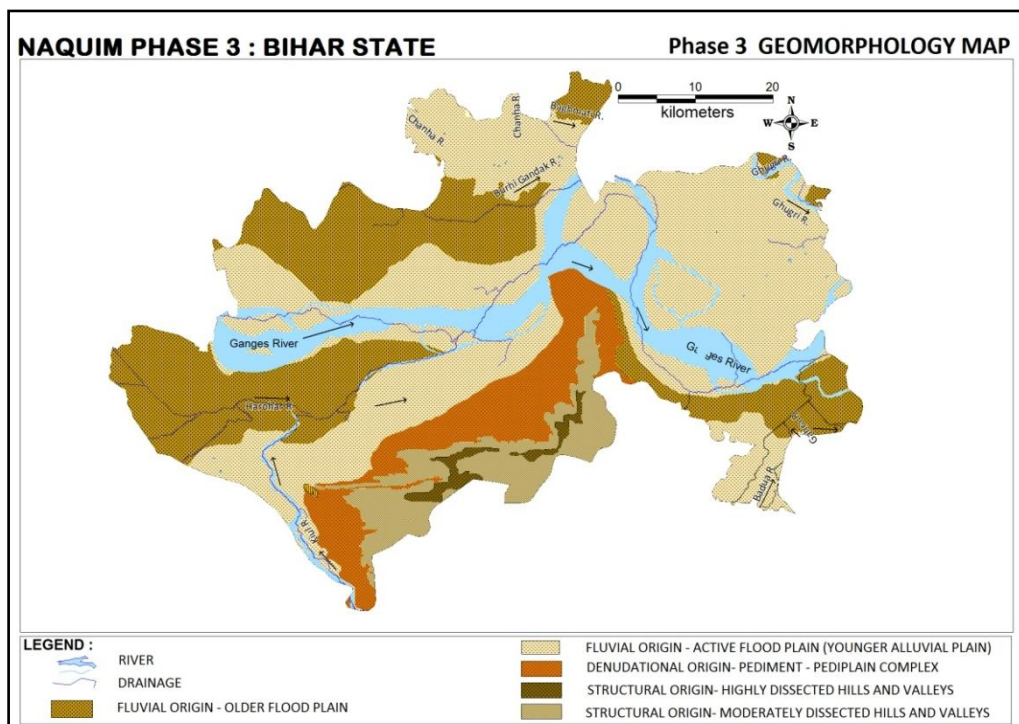 NAQUIM PHASE 3 : BIHAR STATE
Phase 3 GEOMORPHOLOGY MAP
0 10 20
kilometers
N
W E
S
Chanha R.
Chanha R.
Burhi Gandak R.
Ghugri R.
Ganges River
Harohar R.
Kiul R.
Badua R.
LEGEND :
RIVER
DRAINAGE
FLUVIAL ORIGIN - OLDER FLOOD PLAIN
FLUVIAL ORIGIN - ACTIVE FLOOD PLAIN (YOUNGER ALLUVIAL PLAIN)
DENUDATIONAL ORIGIN- PEDIMENT - PEDIPLAIN COMPLEX
STRUCTURAL ORIGIN- HIGHLY DISSECTED HILLS AND VALLEYS
STRUCTURAL ORIGIN- MODERATELY DISSECTED HILLS AND VALLEYS